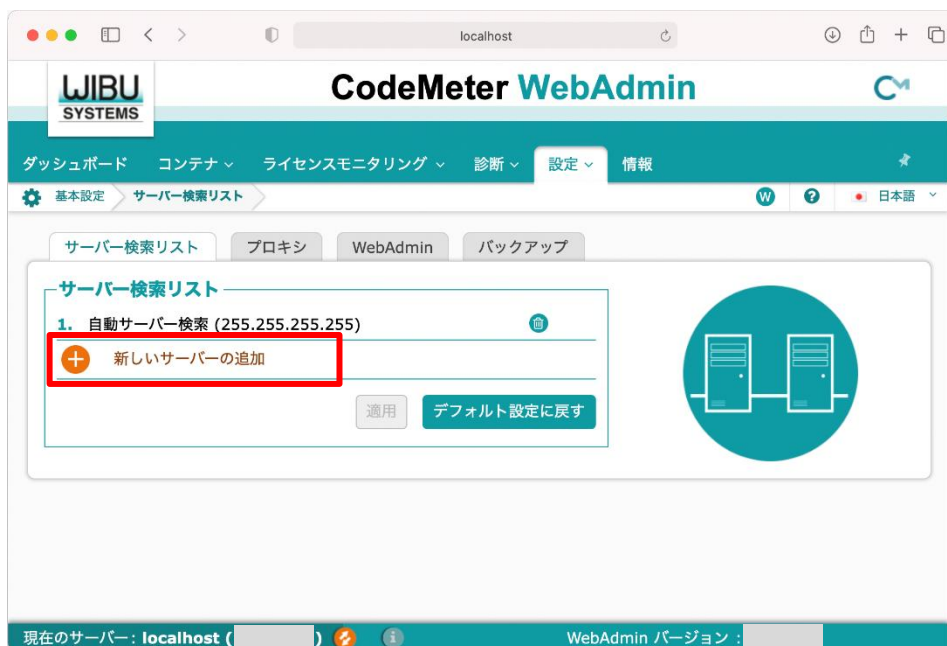 localhost
WIBU
SYSTEMS
CodeMeter WebAdmin
CM
ダッシュボード コンテナ ライセンスモニタリング 診断 設定 情報
基本設定 サーバー検索リスト W ? 日本語
サーバー検索リスト プロキシ WebAdmin バックアップ
サーバー検索リスト
1. 自動サーバー検索 (255.255.255.255)
新しいサーバーの追加
適用 デフォルト設定に戻す
現在のサーバー: localhost ( ) i WebAdmin バージョン :